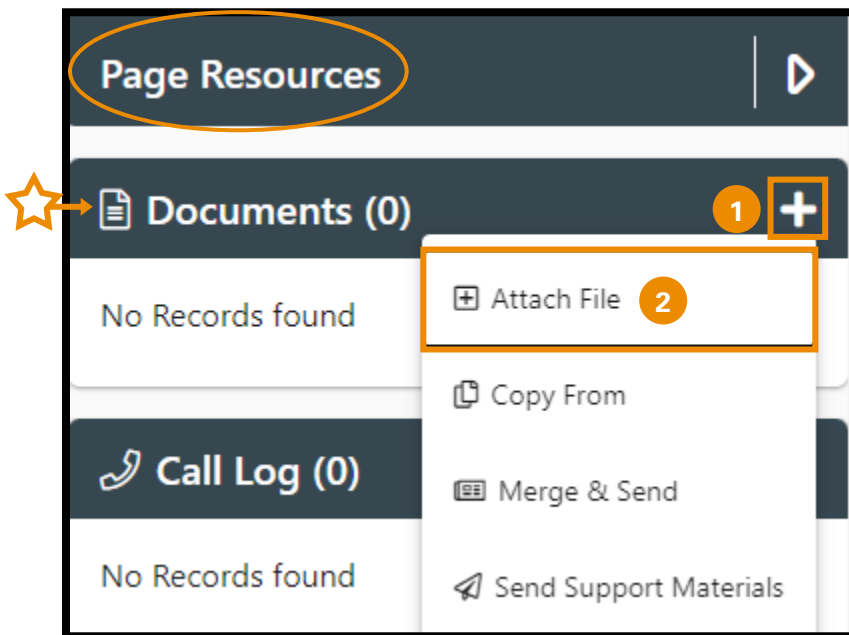 Page Resources
Documents (0)
1
No Records found
Attach File
2
Copy From
Call Log (0)
Merge & Send
No Records found
Send Support Materials